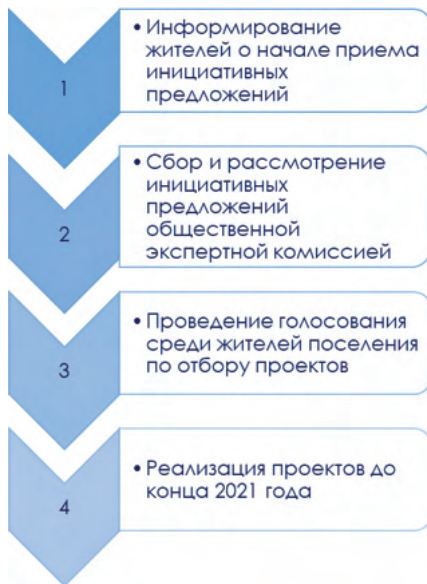 1
• Информирование
жителей о начале приема
инициативных
предложений
2
• Сбор и рассмотрение
инициативных
предложений
общественной
экспертной комиссией
3
• Проведение голосования
среди жителей поселения
по отбору проектов
4
• Реализация проектов до
конца 2021 года